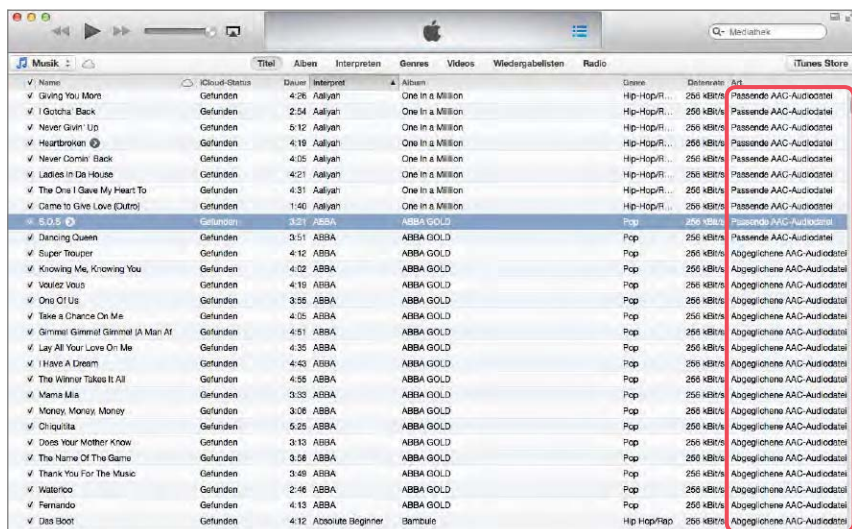 Mediathek
Musik Titel Alben Interpreten Genres Videos Wiedergabelisten Radio iTunes Store
Name iCloud-Status Dauer Interpret Album Genre Datenrate Art
Giving You More Gefunden 4:26 Aaliyah One In a Million Hip-Hop/R... 256 kBit/s Passende AAC-Audiodatei
I Gotcha' Back Gefunden 2:54 Aaliyah One In a Million Hip-Hop/R... 256 kBit/s Passende AAC-Audiodatei
Never Givin' Up Gefunden 5:12 Aaliyah One In a Million Hip-Hop/R... 256 kBit/s Passende AAC-Audiodatei
Heartbroken Gefunden 4:19 Aaliyah One In a Million Hip-Hop/R... 256 kBit/s Passende AAC-Audiodatei
Never Comin' Back Gefunden 4:05 Aaliyah One In a Million Hip-Hop/R... 256 kBit/s Passende AAC-Audiodatei
Ladies In Da House Gefunden 4:21 Aaliyah One In a Million Hip-Hop/R... 256 kBit/s Passende AAC-Audiodatei
The One I Gave My Heart To Gefunden 4:31 Aaliyah One In a Million Hip-Hop/R... 256 kBit/s Passende AAC-Audiodatei
Came to Give Love (Outro) Gefunden 1:40 Aaliyah One In a Million Hip-Hop/R... 256 kBit/s Passende AAC-Audiodatei
S.O.S Gefunden 3:21 ABBA ABBA GOLD Pop 256 kBit/s Passende AAC-Audiodatei
Dancing Queen Gefunden 3:51 ABBA ABBA GOLD Pop 256 kBit/s Passende AAC-Audiodatei
Super Trouper Gefunden 4:12 ABBA ABBA GOLD Pop 256 kBit/s Abgeglichene AAC-Audiodatei
Knowing Me, Knowing You Gefunden 4:02 ABBA ABBA GOLD Pop 256 kBit/s Abgeglichene AAC-Audiodatei
Voulez Vous Gefunden 4:19 ABBA ABBA GOLD Pop 256 kBit/s Abgeglichene AAC-Audiodatei
One Of Us Gefunden 3:55 ABBA ABBA GOLD Pop 256 kBit/s Abgeglichene AAC-Audiodatei
Take a Chance On Me Gefunden 4:05 ABBA ABBA GOLD Pop 256 kBit/s Abgeglichene AAC-Audiodatei
Gimme! Gimme! Gimme! (A Man Af Gefunden 4:51 ABBA ABBA GOLD Pop 256 kBit/s Abgeglichene AAC-Audiodatei
Lay All Your Love On Me Gefunden 4:35 ABBA ABBA GOLD Pop 256 kBit/s Abgeglichene AAC-Audiodatei
I Have A Dream Gefunden 4:43 ABBA ABBA GOLD Pop 256 kBit/s Abgeglichene AAC-Audiodatei
The Winner Takes It All Gefunden 4:55 ABBA ABBA GOLD Pop 256 kBit/s Abgeglichene AAC-Audiodatei
Mama Mia Gefunden 3:33 ABBA ABBA GOLD Pop 256 kBit/s Abgeglichene AAC-Audiodatei
Money, Money, Money Gefunden 3:06 ABBA ABBA GOLD Pop 256 kBit/s Abgeglichene AAC-Audiodatei
Chiquitita Gefunden 5:25 ABBA ABBA GOLD Pop 256 kBit/s Abgeglichene AAC-Audiodatei
Does Your Mother Know Gefunden 3:13 ABBA ABBA GOLD Pop 256 kBit/s Abgeglichene AAC-Audiodatei
The Name Of The Game Gefunden 3:58 ABBA ABBA GOLD Pop 256 kBit/s Abgeglichene AAC-Audiodatei
Thank You For The Music Gefunden 3:49 ABBA ABBA GOLD Pop 256 kBit/s Abgeglichene AAC-Audiodatei
Waterloo Gefunden 2:46 ABBA ABBA GOLD Pop 256 kBit/s Abgeglichene AAC-Audiodatei
Fernando Gefunden 4:13 ABBA ABBA GOLD Pop 256 kBit/s Abgeglichene AAC-Audiodatei
Das Boot Gefunden 4:12 Absolute Beginner Bambule Hip Hop/Rap 256 kBit/s Abgeglichene AAC-Audiodatei